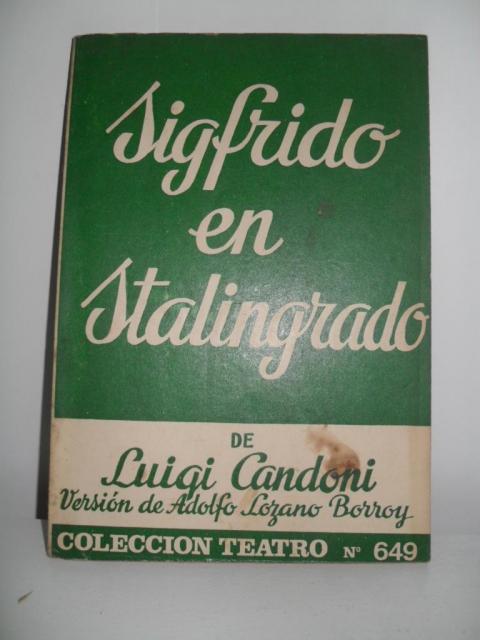 Sigfrido
en
Stalingrado
DE
Luigi Candoni
Versión de Adolfo Lozano Borroy
COLECCION TEATRO Nº 649